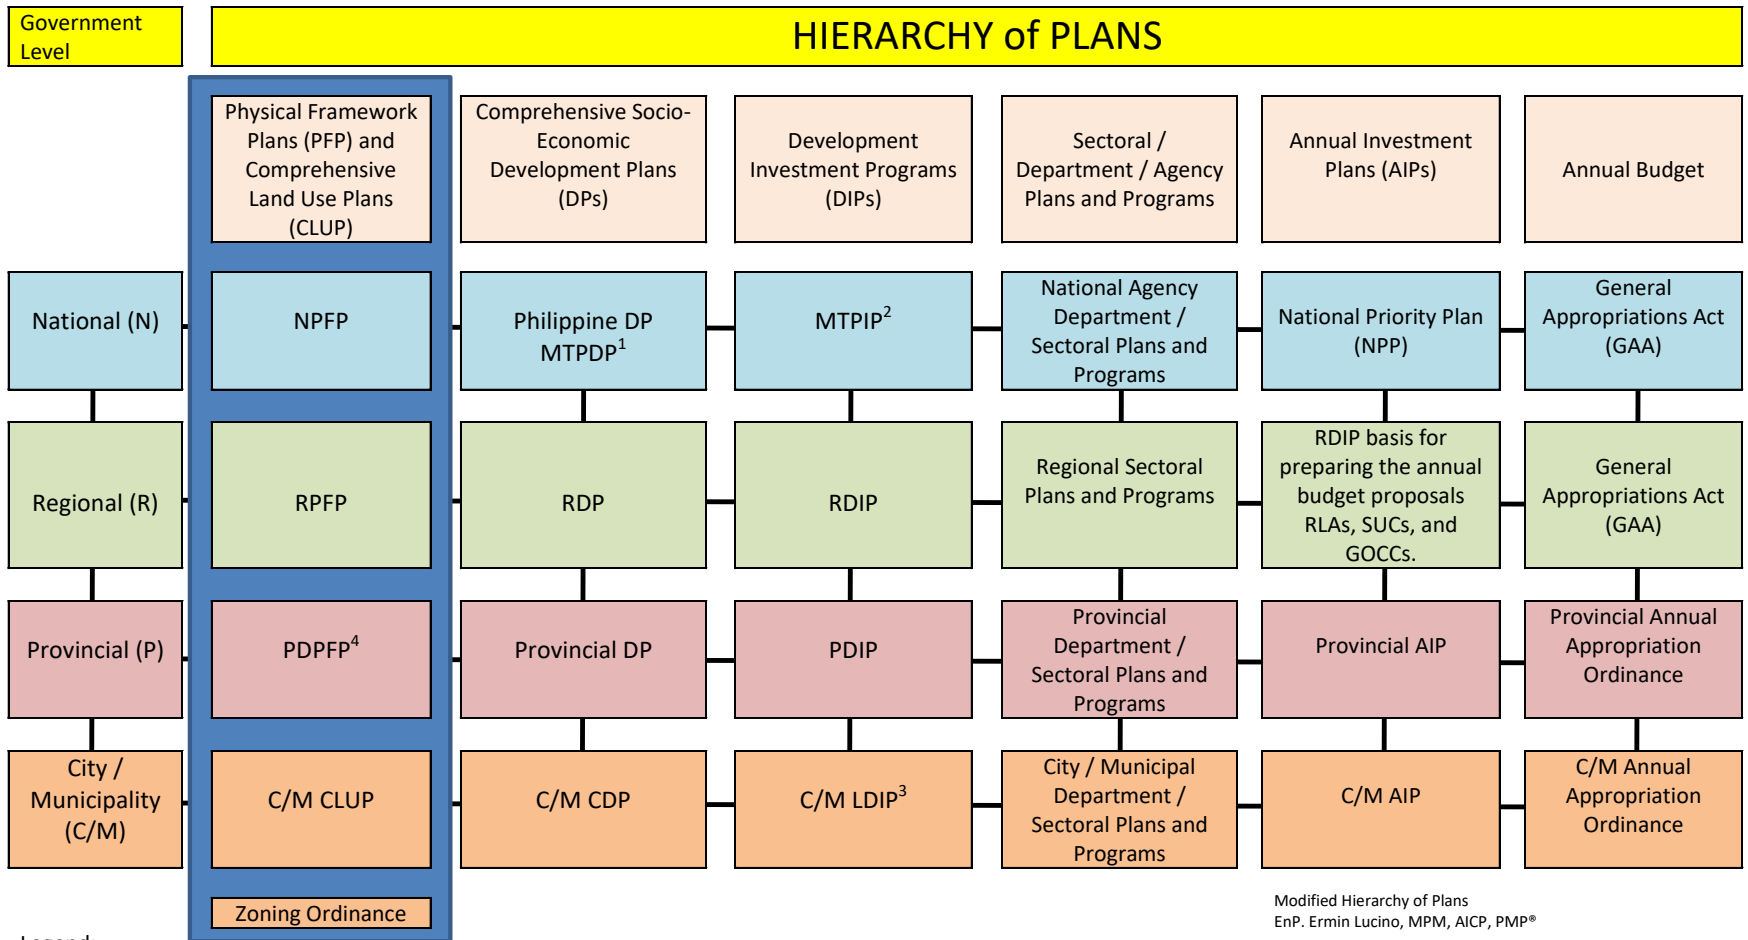 Government
Level
HIERARCHY of PLANS
Physical Framework
Plans (PFP) and
Comprehensive
Land Use Plans
(CLUP)
Comprehensive Socio-
Economic
Development Plans
(DPs)
Development
Investment Programs
(DIPs)
Sectoral /
Department / Agency
Plans and Programs
Annual Investment
Plans (AIPs)
Annual Budget
National (N)
NPFP
Philippine DP
MTPDP1
MTPIP2
National Agency
Department /
Sectoral Plans and
Programs
National Priority Plan
(NPP)
General
Appropriations Act
(GAA)
Regional (R)
RPFP
RDP
RDIP
Regional Sectoral
Plans and Programs
RDIP basis for
preparing the annual
budget proposals
RLAs, SUCs, and
GOCCs.
General
Appropriations Act
(GAA)
Provincial (P)
PDPFP4
Provincial DP
PDIP
Provincial
Department /
Sectoral Plans and
Programs
Provincial AIP
Provincial Annual
Appropriation
Ordinance
City /
Municipality
(C/M)
C/M CLUP
C/M CDP
C/M LDIP3
City / Municipal
Department /
Sectoral Plans and
Programs
C/M AIP
C/M Annual
Appropriation
Ordinance
Zoning Ordinance
Modified Hierarchy of Plans
EnP. Ermin Lucino, MPM, AICP, PMP®